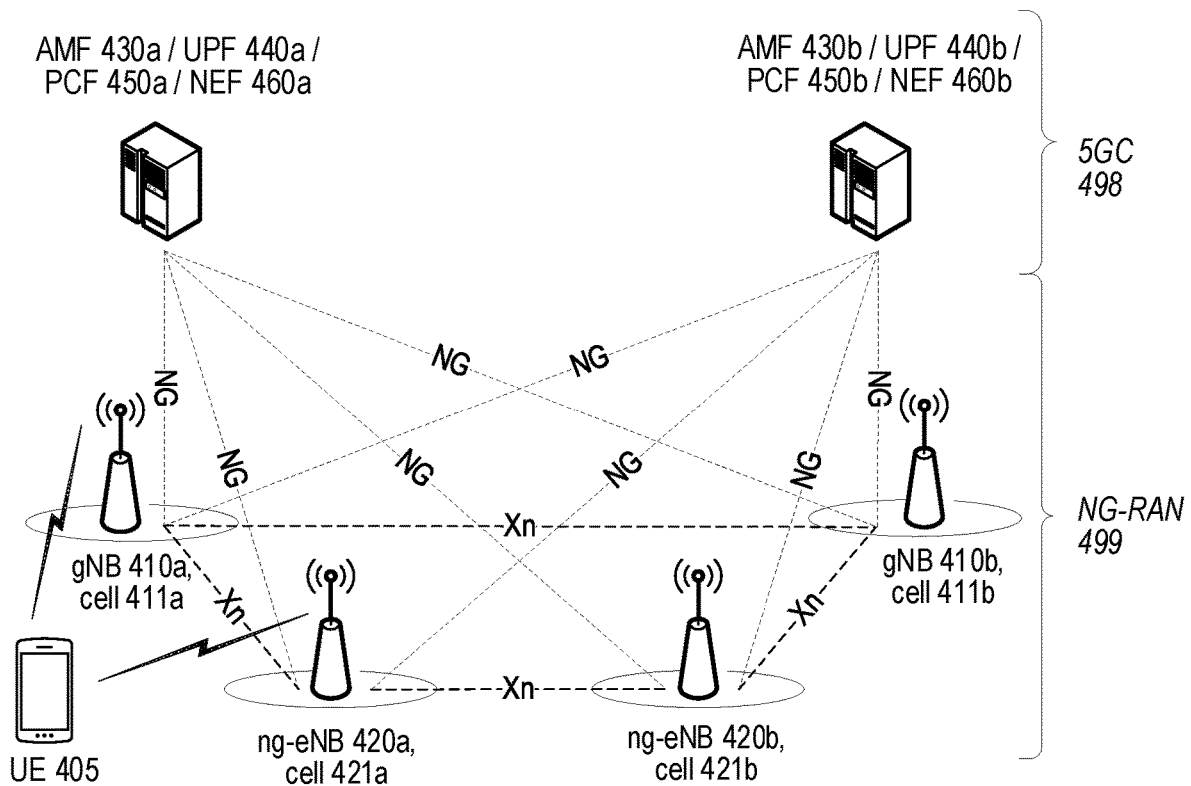 AMF 430a / UPF 440a /
PCF 450a / NEF 460a
AMF 430b / UPF 440b /
PCF 450b / NEF 460b
5GC
498
NG
NG
NG
NG
NG
NG
NG
NG
Xn
gNB 410a,
cell 411a
gNB 410b,
cell 411b
NG-RAN
499
Xn
Xn
Xn
ng-eNB 420a,
cell 421a
ng-eNB 420b,
cell 421b
UE 405